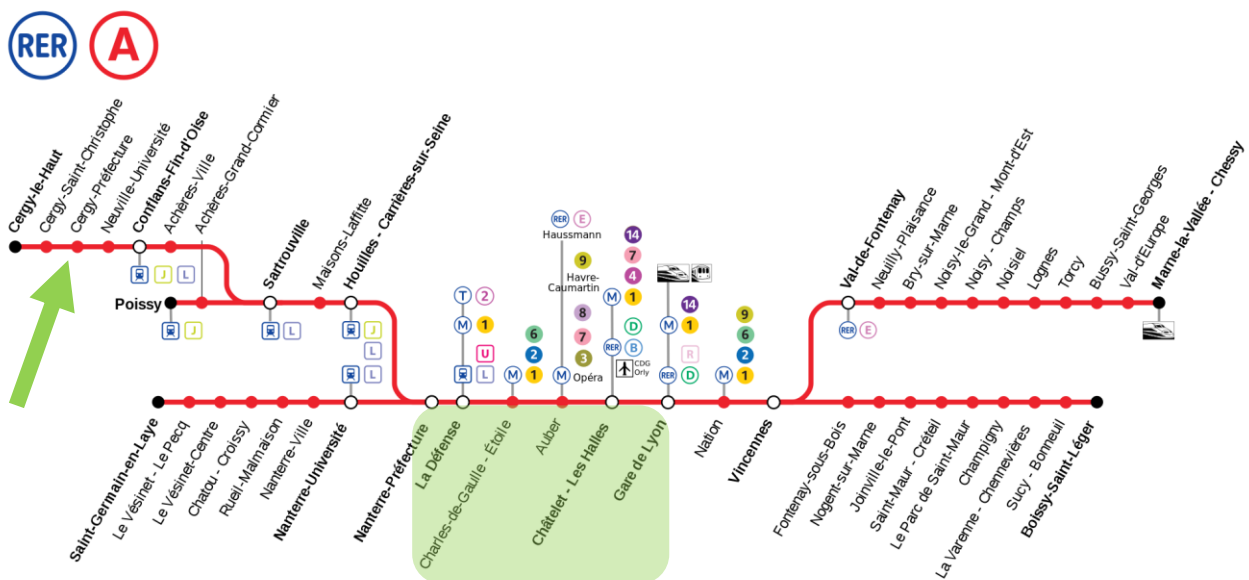 RER A
Cergy-le-Haut
Cergy-Saint-Christophe
Cergy-Préfecture
Neuville-Université
Conflans-Fin-d'Oise
Achères-Ville
Achères-Grand-Cormier
J L
Poissy
J
Sartrouville
L
Maisons-Laffitte
Houilles - Carrières-sur-Seine
J
L
L
Saint-Germain-en-Laye
Le Vésinet - Le Pecq
Le Vésinet-Centre
Chatou - Croissy
Rueil-Malmaison
Nanterre-Ville
Nanterre-Université
Nanterre-Préfecture
La Défense
T 2
M 1
U
L
Charles-de-Gaulle - Étoile
6
2
M 1
Auber
RER E
Haussmann
9
Havre-
Caumartin
8
7
3
M Opéra
Châtelet - Les Halles
14
7
4
M 1
D
RER B
CDG
Orly
Gare de Lyon
14
M 1
R
RER D
Nation
9
6
2
M 1
Vincennes
Val-de-Fontenay
RER E
Neuilly-Plaisance
Bry-sur-Marne
Noisy-le-Grand - Mont-d'Est
Noisy - Champs
Noisiel
Lognes
Torcy
Bussy-Saint-Georges
Val-d'Europe
Marne-la-Vallée - Chessy
Fontenay-sous-Bois
Nogent-sur-Marne
Joinville-le-Pont
Saint-Maur - Créteil
Le Parc de Saint-Maur
Champigny
La Varenne - Chennevières
Sucy - Bonneuil
Boissy-Saint-Léger